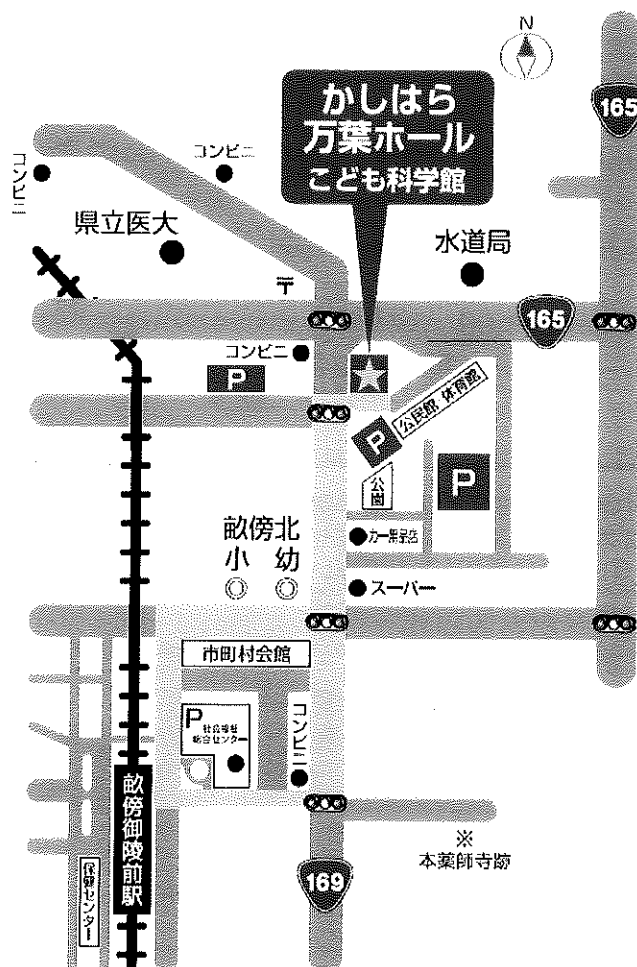 N
165
かしはら
万葉ホール
こども科学館
コンビニ
コンビニ
県立医大
水道局
〒
165
コンビニ
P
P
公民館・体育館
公園
P
畝傍北
小 幼
カー用品店
スーパー
市町村会館
P
社会福祉
総合センター
コンビニ
畝傍御陵前駅
保健センター
169
※
本薬師寺跡